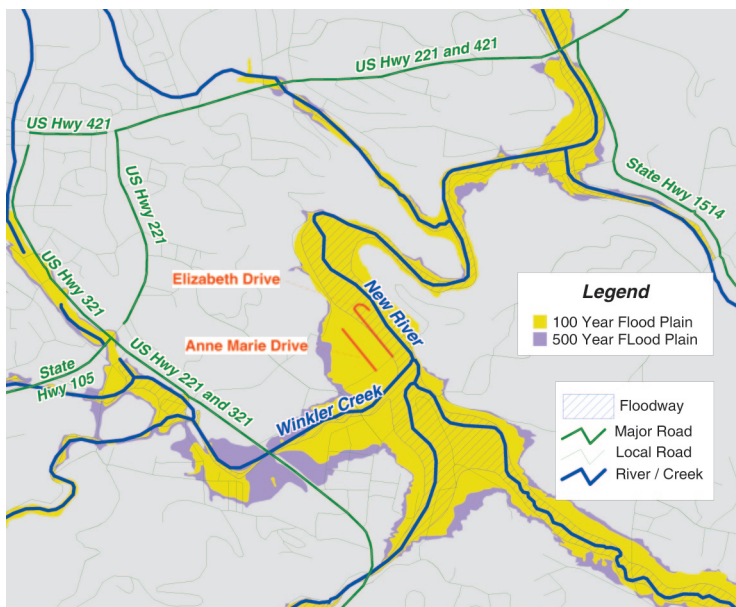 US Hwy 221 and 421
US Hwy 421
US Hwy 221
State Hwy 1514
US Hwy 321
Elizabeth Drive
New River
Anne Marie Drive
State
Hwy 105
US Hwy 221 and 321
Winkler Creek
Legend
100 Year Flood Plain
500 Year FLood Plain
Floodway
Major Road
Local Road
River / Creek